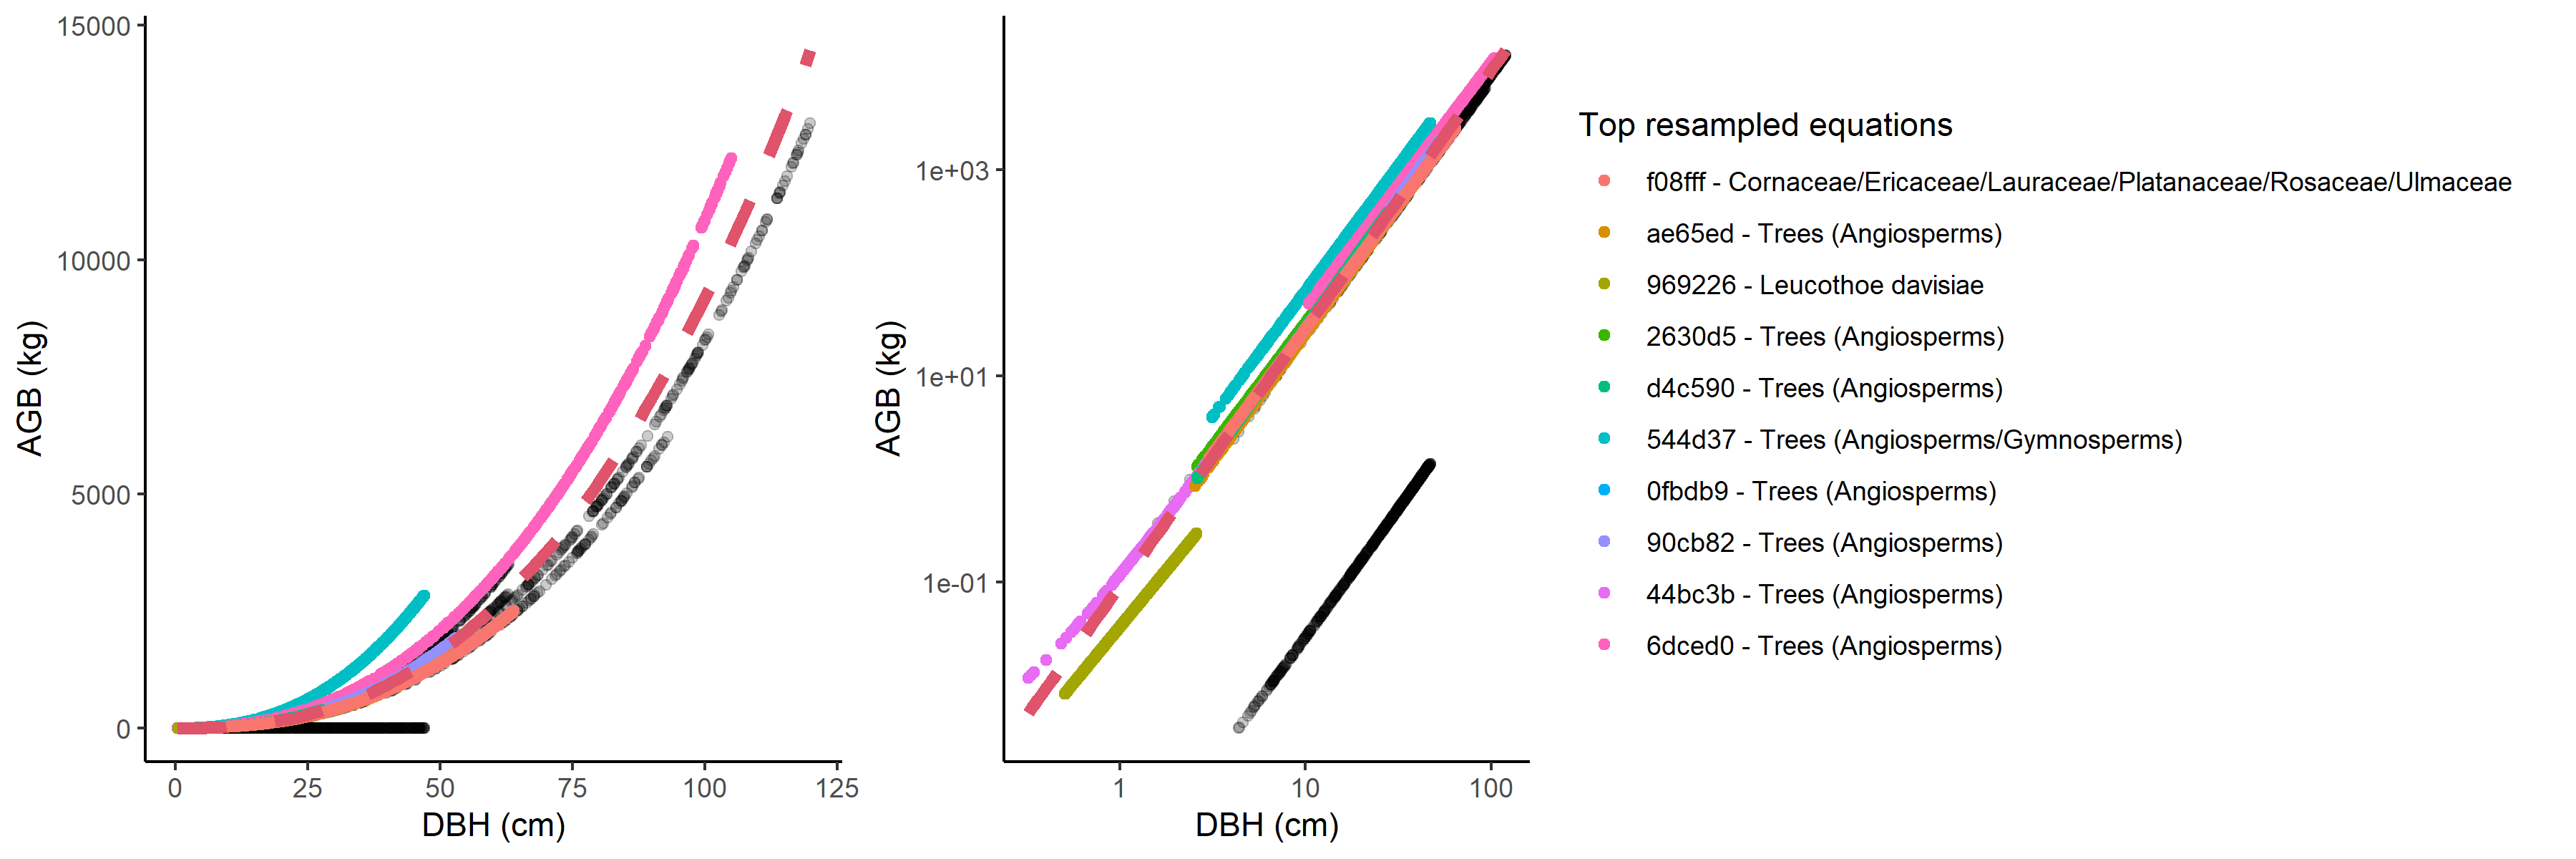 15000
10000
5000
0
AGB (kg)
0 25 50 75 100 125
DBH (cm)
1e+03
1e+01
1e-01
AGB (kg)
1 10 100
DBH (cm)
Top resampled equations
f08fff - Cornaceae/Ericaceae/Lauraceae/Platanaceae/Rosaceae/Ulmaceae
ae65ed - Trees (Angiosperms)
969226 - Leucothoe davisiae
2630d5 - Trees (Angiosperms)
d4c590 - Trees (Angiosperms)
544d37 - Trees (Angiosperms/Gymnosperms)
0fbdb9 - Trees (Angiosperms)
90cb82 - Trees (Angiosperms)
44bc3b - Trees (Angiosperms)
6dced0 - Trees (Angiosperms)